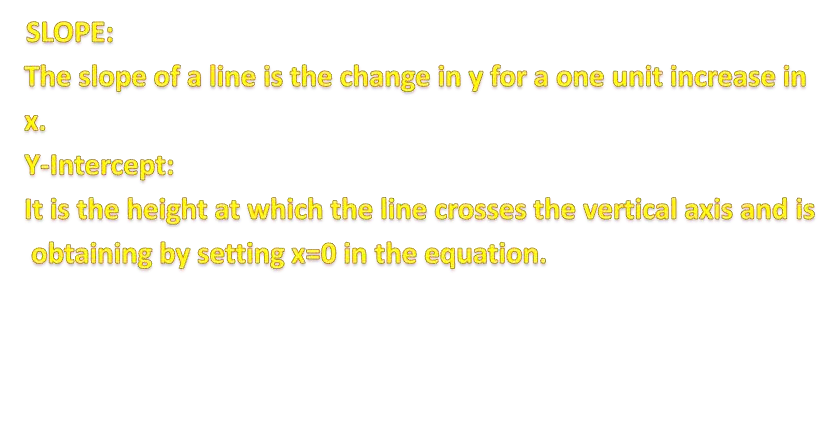 SLOPE:
The slope of a line is the change in y for a one unit increase in
x.
Y-Intercept:
It is the height at which the line crosses the vertical axis and is
obtaining by setting x=0 in the equation.